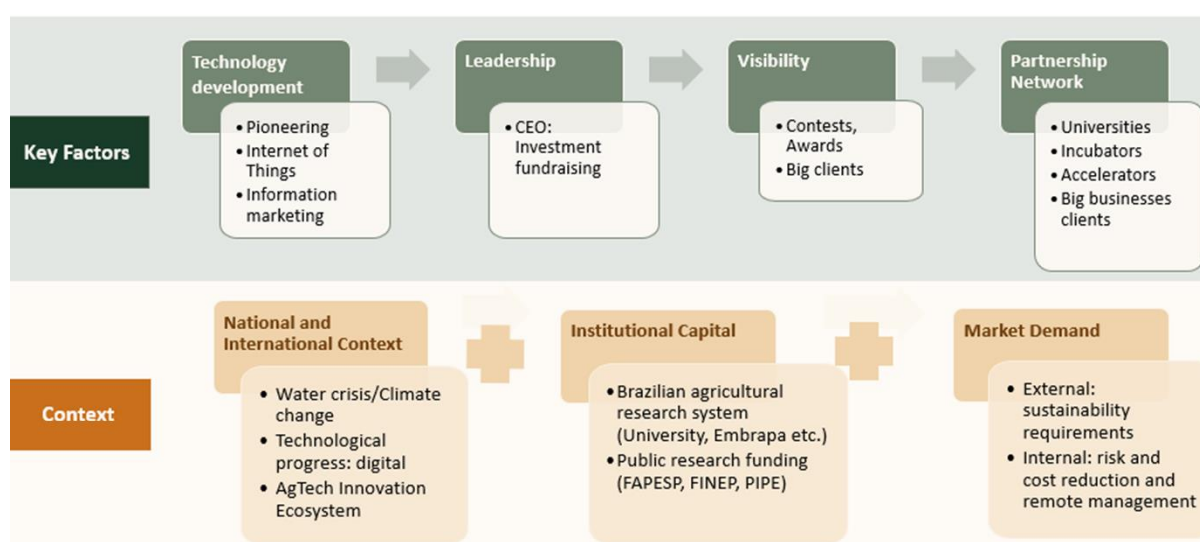 Key Factors
Technology
development
• Pioneering
• Internet of
Things
• Information
marketing
Leadership
• CEO:
Investment
fundraising
Visibility
• Contests,
Awards
• Big clients
Partnership
Network
• Universities
• Incubators
• Accelerators
• Big businesses
clients
Context
National and
International Context
• Water crisis/Climate
change
• Technological
progress: digital
• AgTech Innovation
Ecosystem
Institutional Capital
• Brazilian agricultural
research system
(University, Embrapa etc.)
• Public research funding
(FAPESP, FINEP, PIPE)
Market Demand
• External:
sustainability
requirements
• Internal: risk and
cost reduction and
remote management